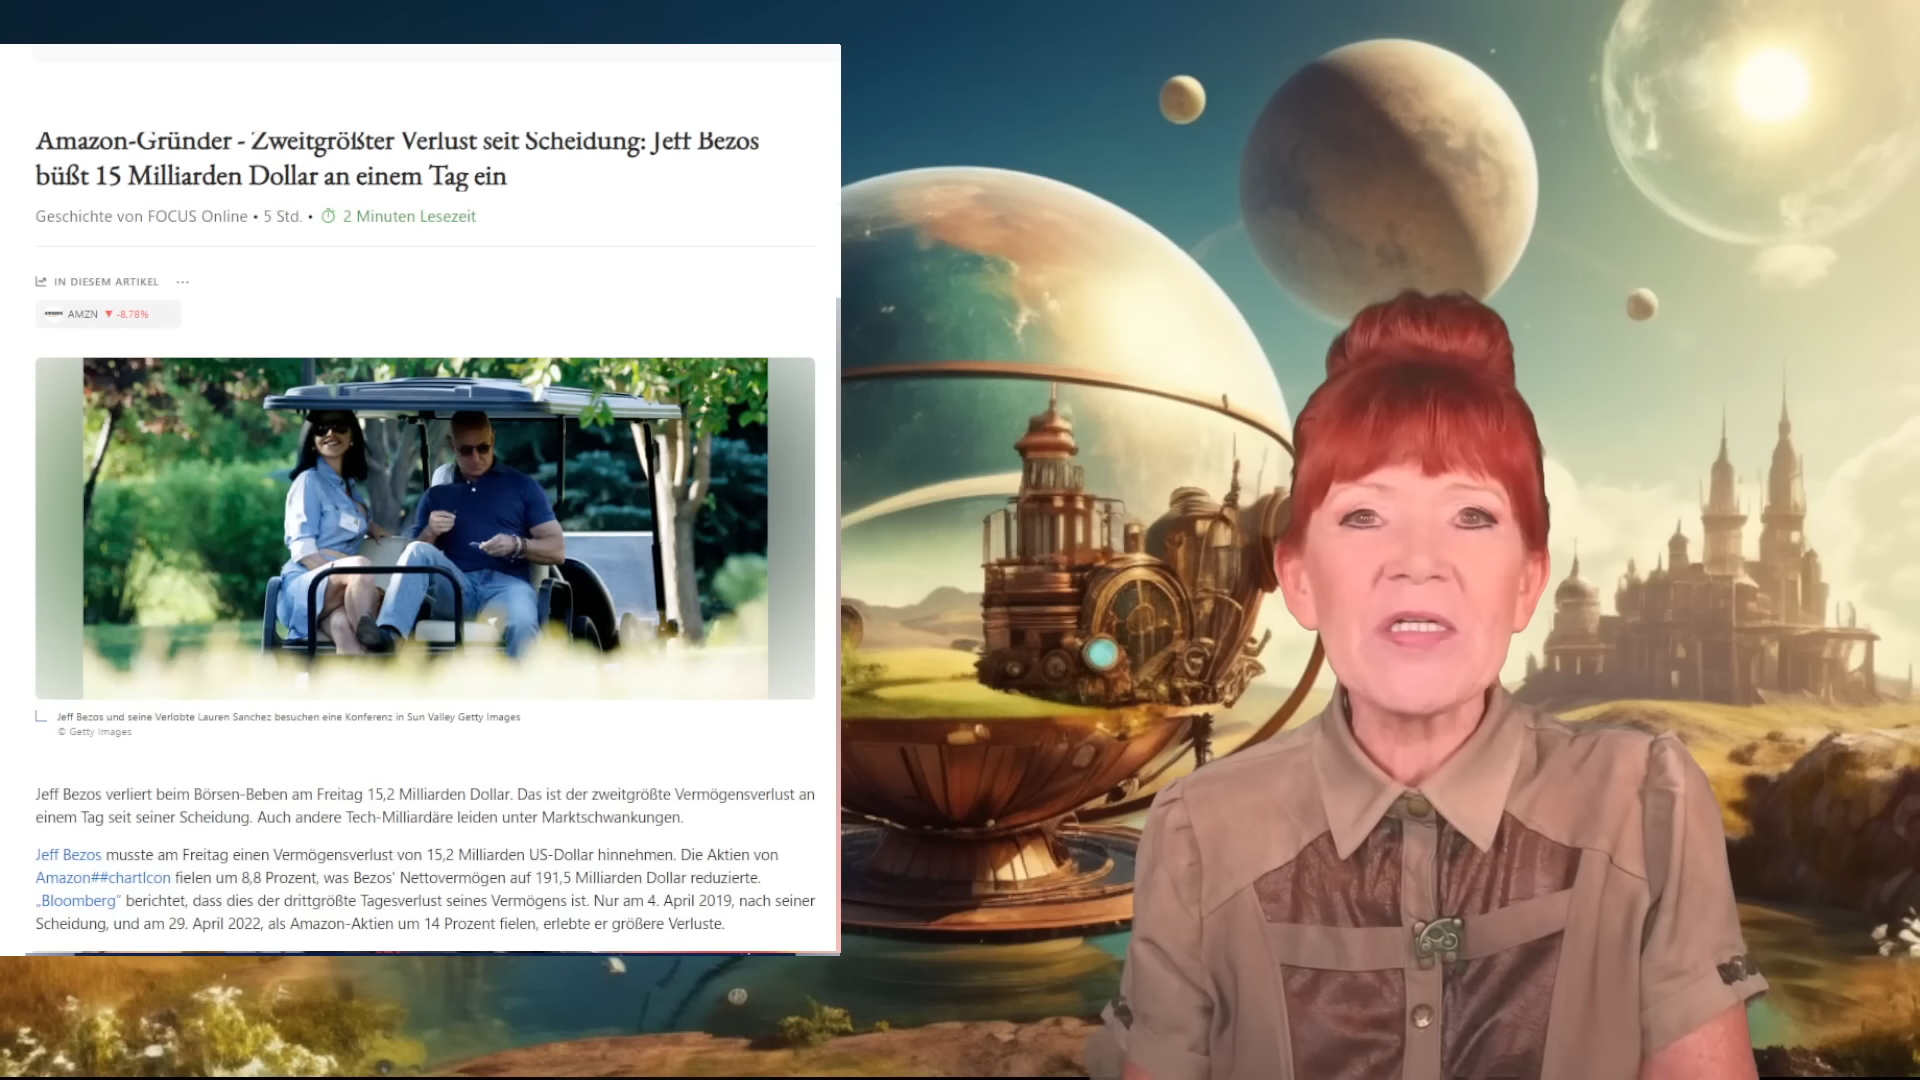 Amazon-Gründer - Zweitgrößter Verlust seit Scheidung: Jeff Bezos
büßt 15 Milliarden Dollar an einem Tag ein
Geschichte von FOCUS Online • 5 Std. • 2 Minuten Lesezeit
IN DIESEM ARTIKEL ...
AMZN ▼ -8,78%
Jeff Bezos und seine Verlobte Lauren Sanchez besuchen eine Konferenz in Sun Valley Getty Images
© Getty Images
Jeff Bezos verliert beim Börsen-Beben am Freitag 15,2 Milliarden Dollar. Das ist der zweitgrößte Vermögensverlust an
einem Tag seit seiner Scheidung. Auch andere Tech-Milliardäre leiden unter Marktschwankungen.
Jeff Bezos musste am Freitag einen Vermögensverlust von 15,2 Milliarden US-Dollar hinnehmen. Die Aktien von
Amazon##chartIcon fielen um 8,8 Prozent, was Bezos' Nettovermögen auf 191,5 Milliarden Dollar reduzierte.
„Bloomberg“ berichtet, dass dies der drittgrößte Tagesverlust seines Vermögens ist. Nur am 4. April 2019, nach seiner
Scheidung, und am 29. April 2022, als Amazon-Aktien um 14 Prozent fielen, erlebte er größere Verluste.